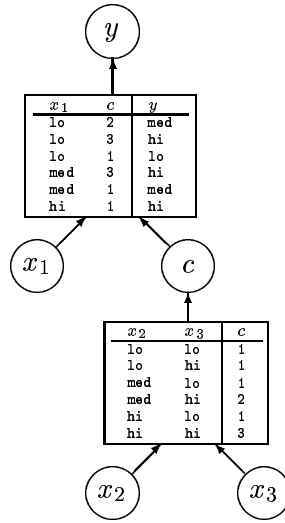 y
x1 c y
lo 2 med
lo 3 hi
lo 1 lo
med 3 hi
med 1 med
hi 1 hi
x1 c
x2 x3 c
lo lo 1
lo hi 1
med lo 1
med hi 2
hi lo 1
hi hi 3
x2 x3